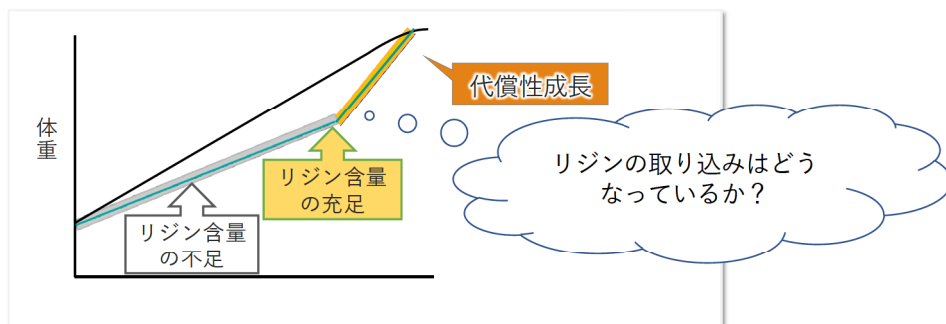 体重
代償性成長
リジンの取り込みはどう
なっているか？
リジン含量
の充足
リジン含量
の不足